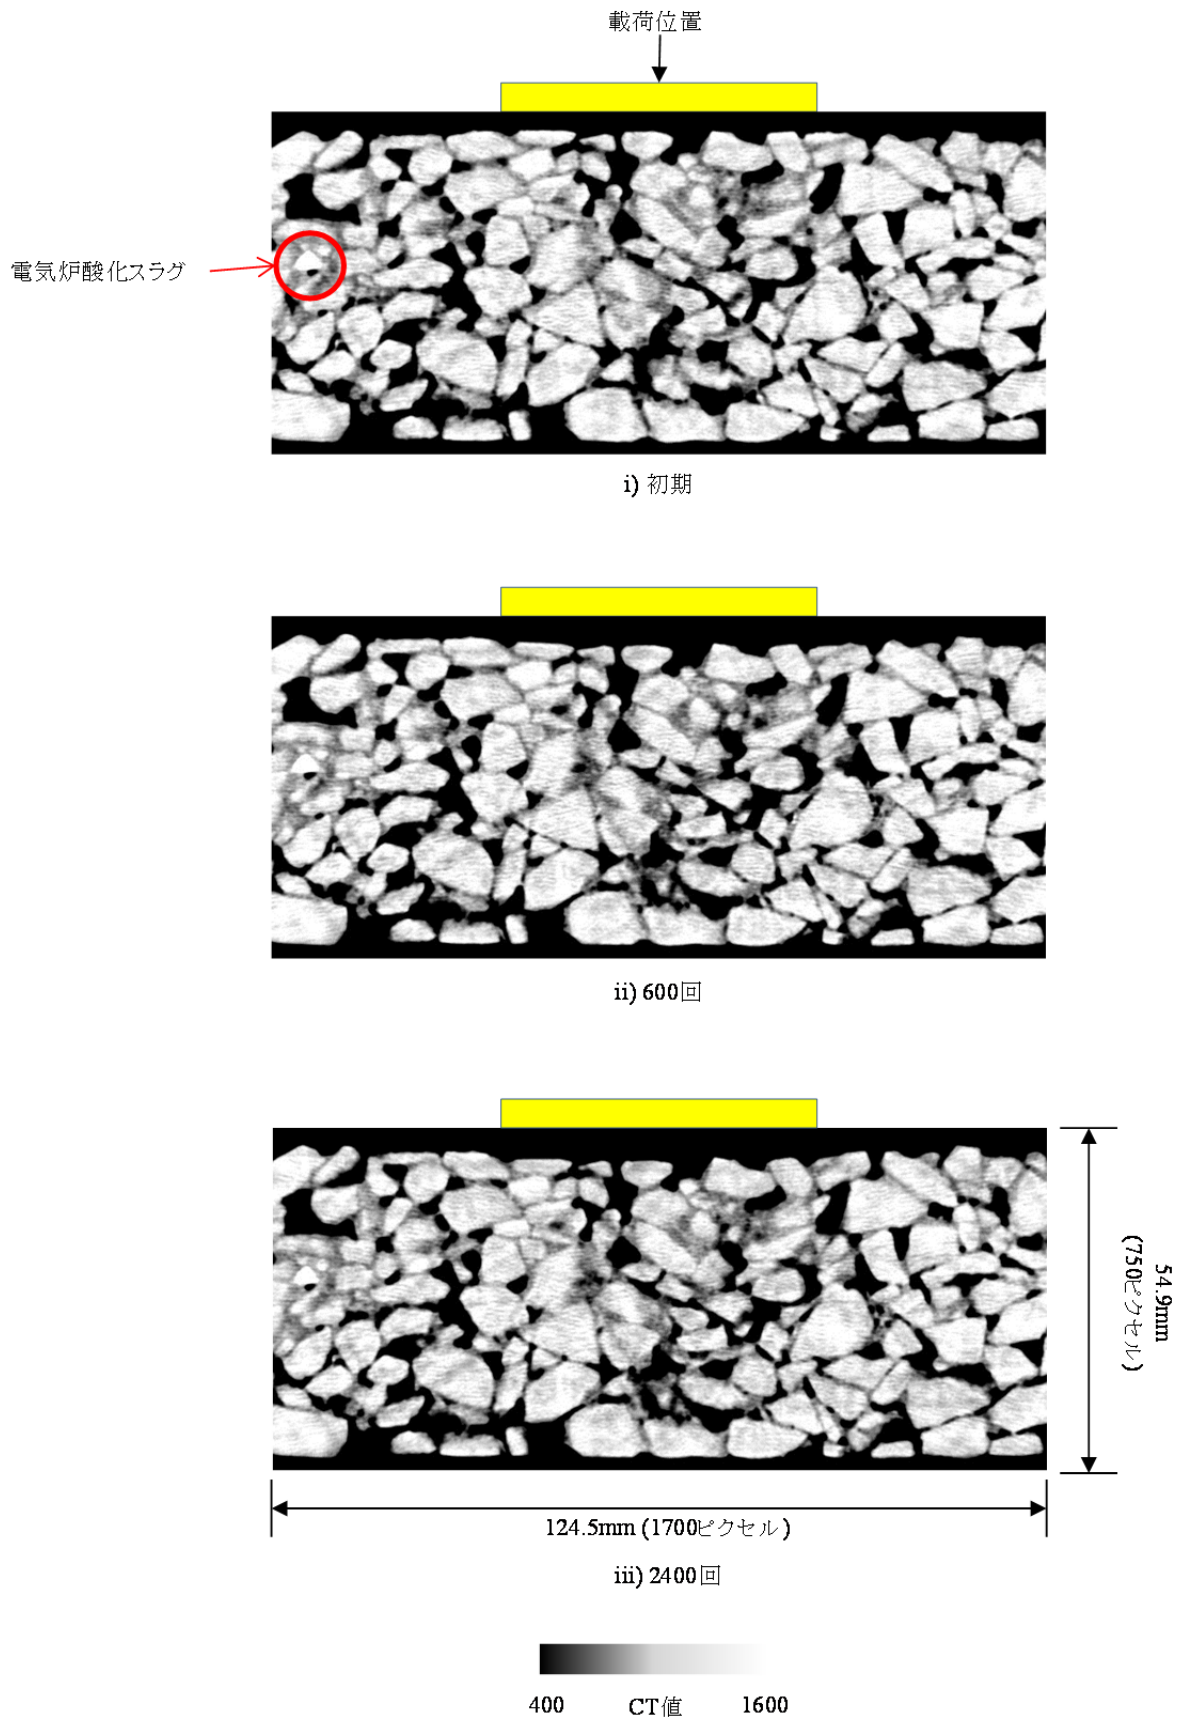 載荷位置
電気炉酸化スラグ
i) 初期
ii) 600回
54.9mm
(750ピクセル)
124.5mm (1700ピクセル)
iii) 2400回
400 CT値 1600